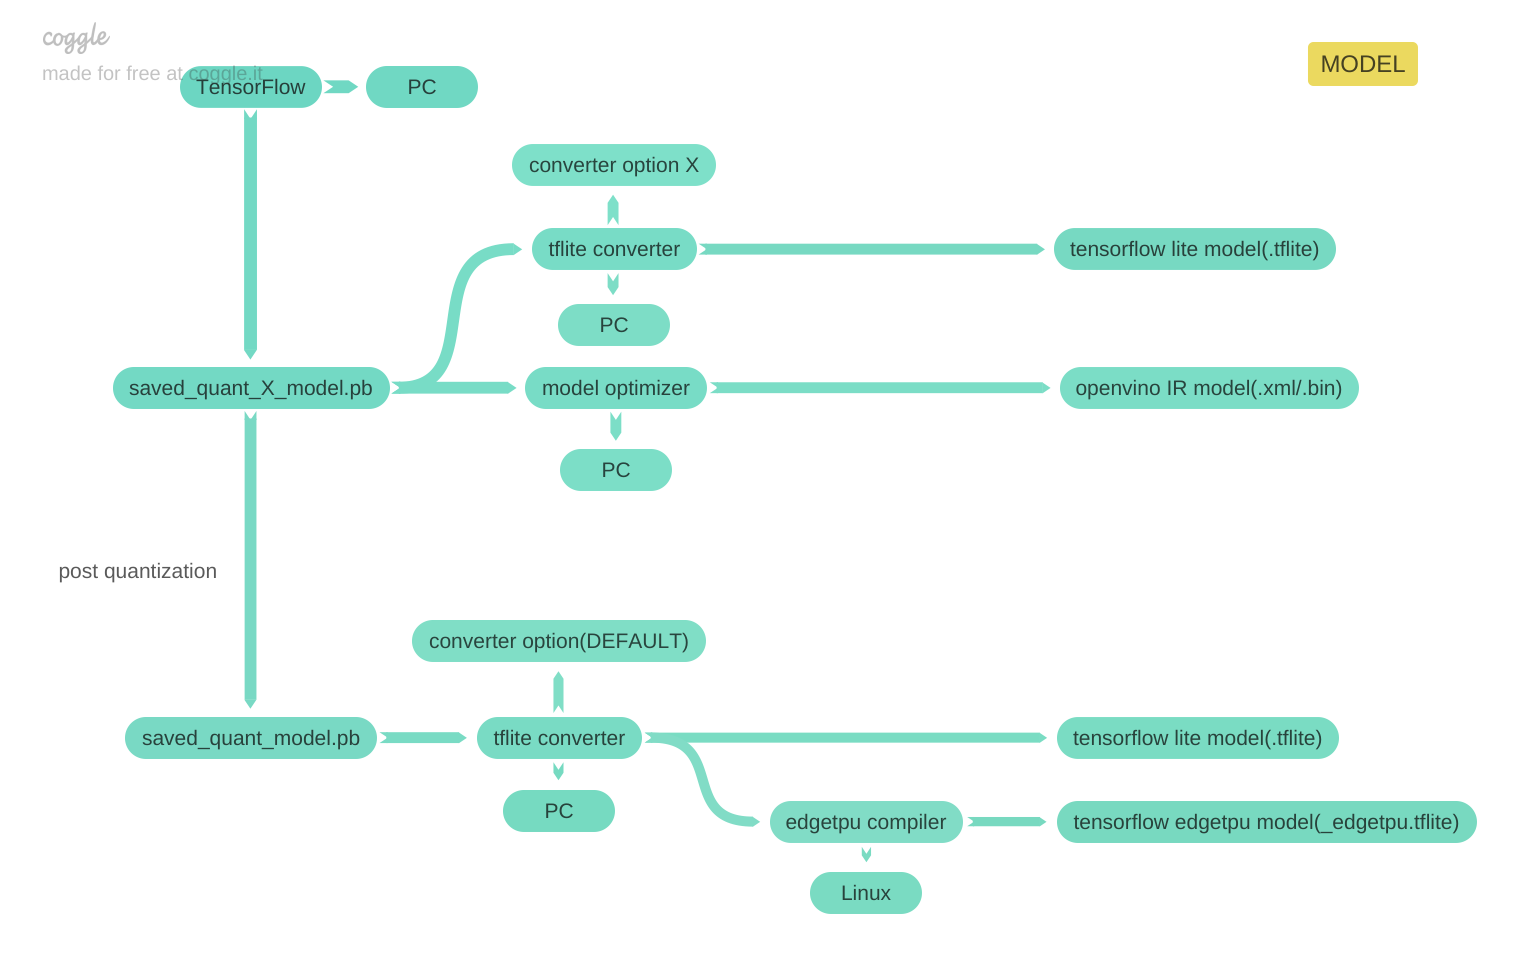 coggle
made for free at coggle.it
MODEL
TensorFlow
PC
converter option X
tflite converter
tensorflow lite model(.tflite)
PC
saved_quant_X_model.pb
model optimizer
openvino IR model(.xml/.bin)
PC
post quantization
converter option(DEFAULT)
saved_quant_model.pb
tflite converter
tensorflow lite model(.tflite)
PC
edgetpu compiler
tensorflow edgetpu model(_edgetpu.tflite)
Linux